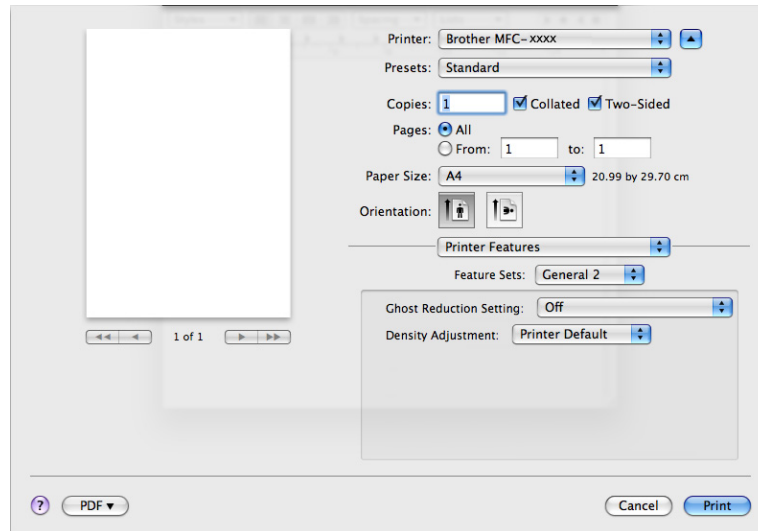 Printer: Brother MFC-xxxx
Presets: Standard
Copies: 1 Collated Two-Sided
Pages: All
From: 1 to: 1
Paper Size: A4 20.99 by 29.70 cm
Orientation:
Printer Features
Feature Sets: General 2
Ghost Reduction Setting: Off
1 of 1 Density Adjustment: Printer Default
? PDF Cancel Print